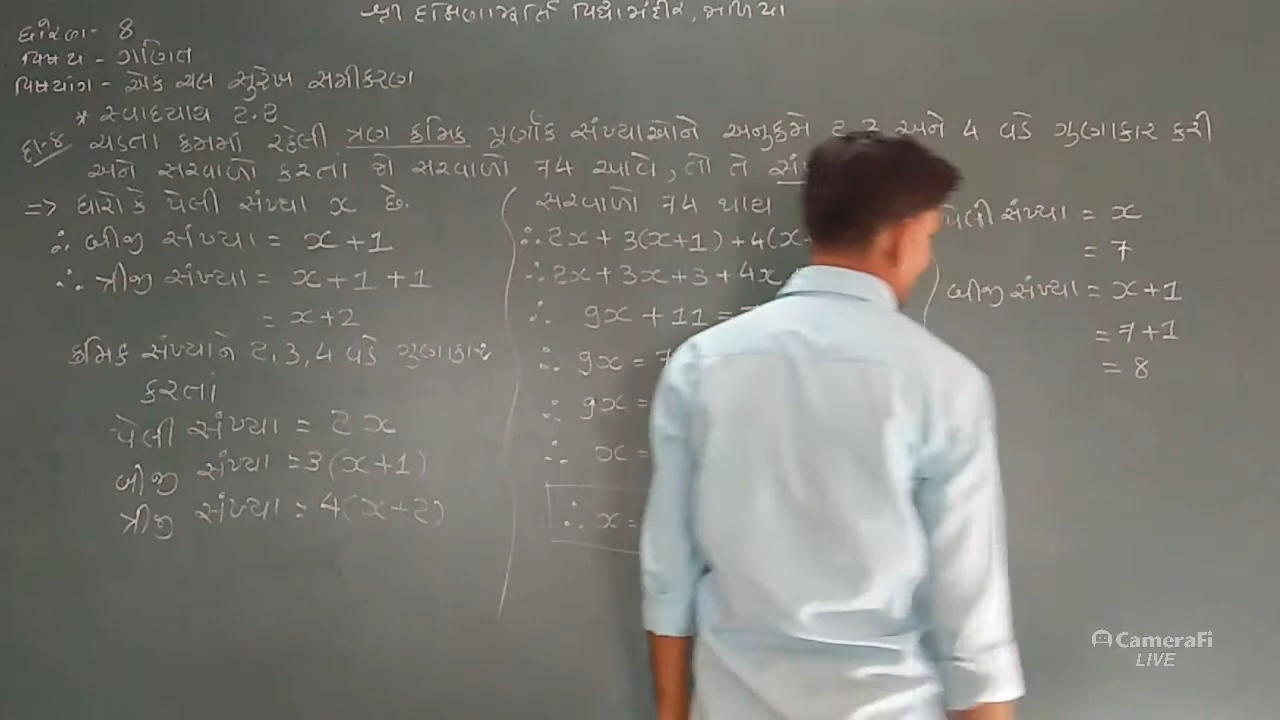 શ્રી દક્ષિણામૂર્તિ વિદ્યામંદીર, માળિયા
ધોરણ - 8
વિષય - ગણિત
વિષયાંગ - એક ચલ સુરેખ સમીકરણ
* સ્વાધ્યાય 2.2
દા-૪ ચડતા ક્રમમાં રહેલી ત્રણ ક્રમિક પૂર્ણાંક સંખ્યાઓને અનુક્રમે 2,3 અને 4 વડે ગુણાકાર કરી
અને સરવાળો કરતાં જો સરવાળો 74 આવે, તો તે
=> ધારો કે પેલી સંખ્યા x છે.
∴ બીજી સંખ્યા = x+1
∴ ત્રીજી સંખ્યા = x+1+1
= x+2
ક્રમિક સંખ્યાને 2,3,4 વડે ગુણાકાર
કરતાં
પેલી સંખ્યા = 2x
બીજી સંખ્યા = 3(x+1)
ત્રીજી સંખ્યા = 4(x+2)
સરવાળો 74 થાય
∴ 2x + 3(x+1) + 4(x
∴ 2x + 3x + 3 + 4x
∴ 9x + 11 =
∴ 9x = 7
∴ 9x =
∴ x =
∴ x =
પેલી સંખ્યા = x
= 7
બીજી સંખ્યા = x+1
= 7+1
= 8
CameraFi
LIVE